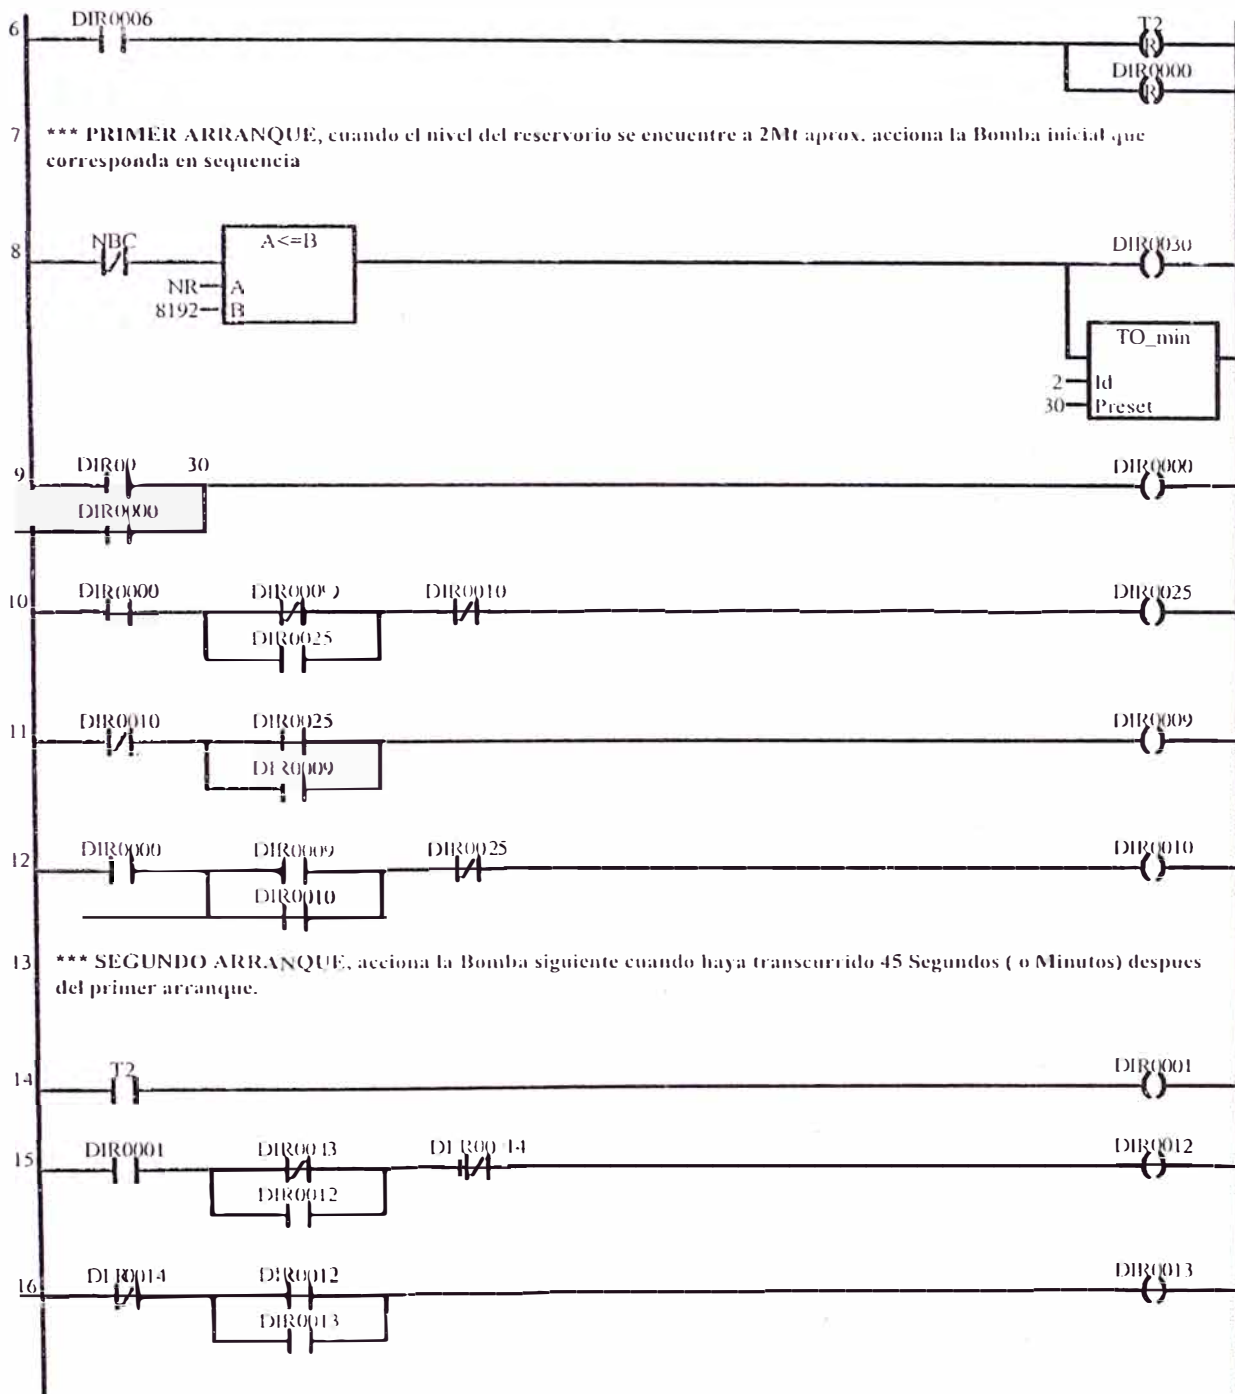 DIR0006
T2
6
(R)
DIR0000
(R)
7 *** PRIMER ARRANQUE, cuando el nivel del reservorio se encuentre a 2Mt aprox. acciona la Bomba inicial que
corresponda en sequencia
NBC
A<=B
DIR0030
8
NR A
8192 B
TO_min
2 Id
30 Preset
DIR00 30
DIR0000
9
DIR0000
DIR0000
DIR0009
DIR0010
DIR0025
10
DIR0025
DIR0010
DIR0025
DIR0009
11
DIR0009
DIR0000
DIR0009
DIR0025
DIR0010
12
DIR0010
13 *** SEGUNDO ARRANQUE, acciona la Bomba siguiente cuando haya transcurrido 45 Segundos ( o Minutos) despues
del primer arranque.
T2
DIR0001
14
DIR0001
DIR0013
DIR0014
DIR0012
15
DIR0012
DIR0014
DIR0012
DIR0013
16
DIR0013